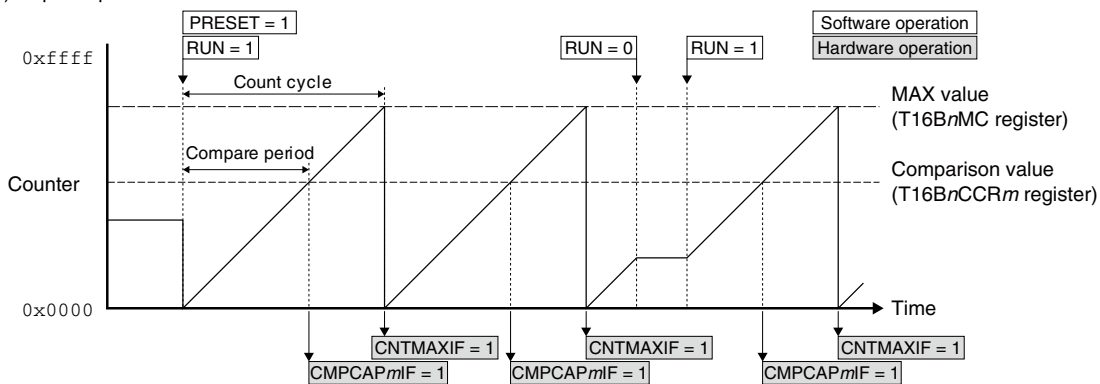 PRESET = 1
Software operation
RUN = 1
RUN = 0
RUN = 1
Hardware operation
0xffff
Count cycle
MAX value
(T16BnMC register)
Compare period
Comparison value
(T16BnCCRm register)
Counter
0x0000
Time
CNTMAXIF = 1
CNTMAXIF = 1
CNTMAXIF = 1
CMPCAPmIF = 1
CMPCAPmIF = 1
CMPCAPmIF = 1